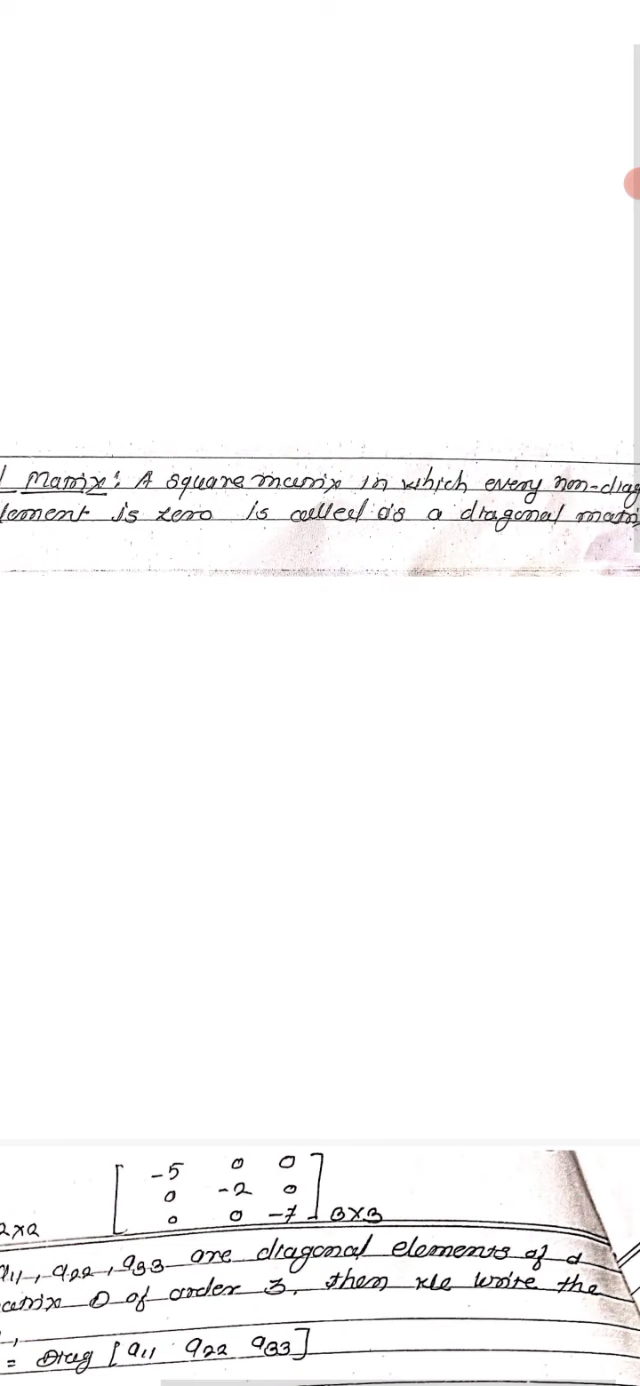 l Matrix : A square matrix in which every non-diag
lement is zero is called as a diagonal matri
-5 0 0
0 -2 0
0 0 -7 3×3
2×2
a11, a22, a33 are diagonal elements of a
atrix D of order 3, then we write the
= Diag [a11 a22 a33]